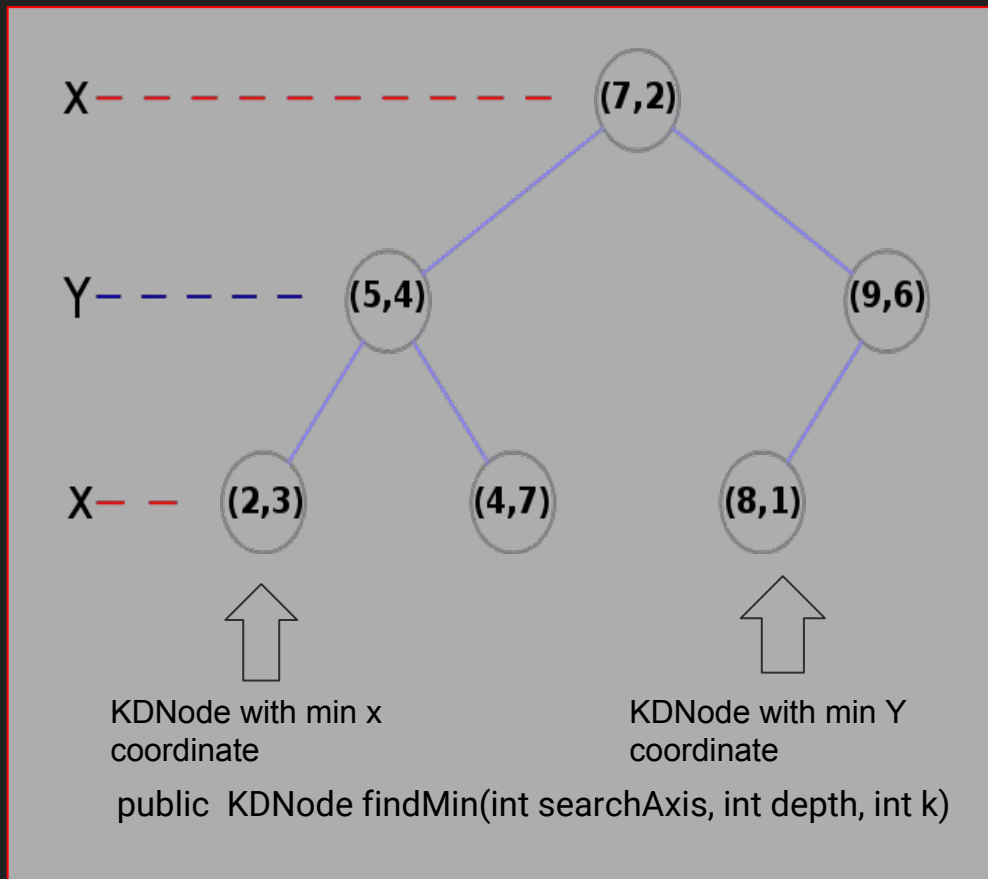 X
(7,2)
Y
(5,4)
(9,6)
X
(2,3)
(4,7)
(8,1)
KDNode with min x
coordinate
KDNode with min Y
coordinate
public KDNode findMin(int searchAxis, int depth, int k)